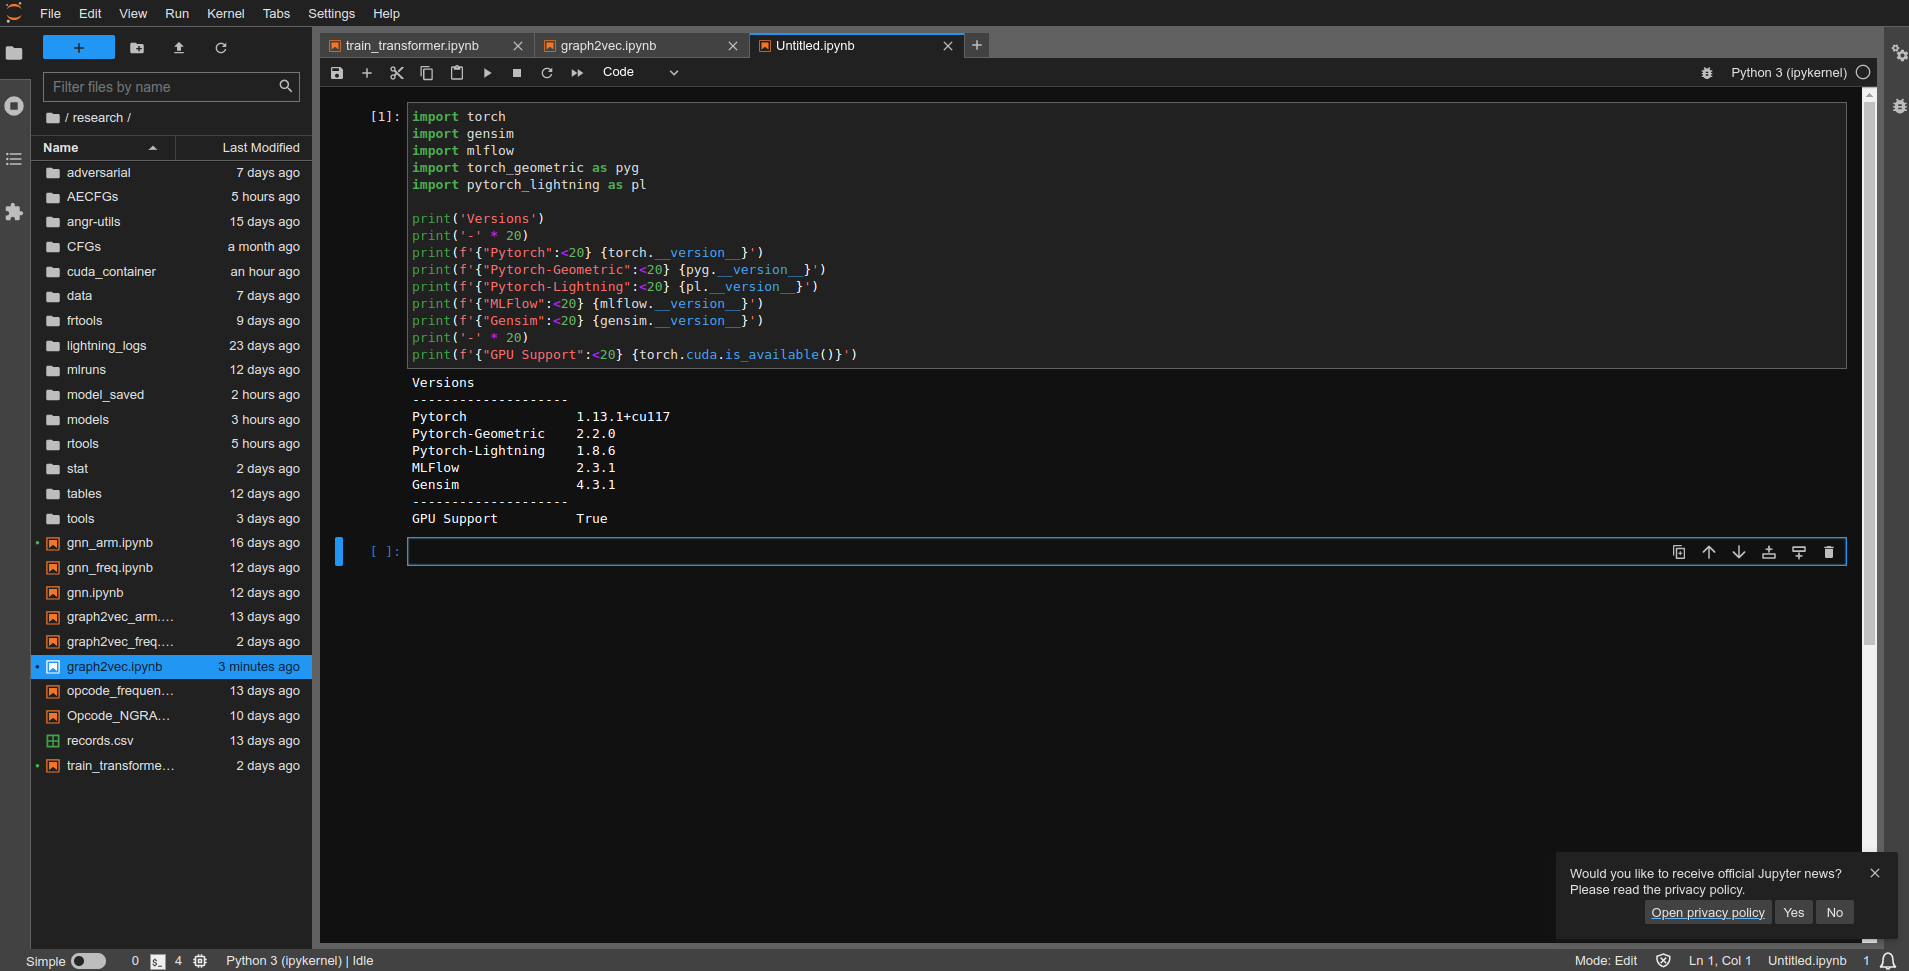 File Edit View Run Kernel Tabs Settings Help
Filter files by name
/ research /
Name Last Modified
adversarial 7 days ago
AECFGs 5 hours ago
angr-utils 15 days ago
CFGs a month ago
cuda_container an hour ago
data 7 days ago
frtools 9 days ago
lightning_logs 23 days ago
mlruns 12 days ago
model_saved 2 hours ago
models 3 hours ago
rtools 5 hours ago
stat 2 days ago
tables 12 days ago
tools 3 days ago
gnn_arm.ipynb 16 days ago
gnn_freq.ipynb 12 days ago
gnn.ipynb 12 days ago
graph2vec_arm.… 13 days ago
graph2vec_freq.… 2 days ago
graph2vec.ipynb 3 minutes ago
opcode_frequen… 13 days ago
Opcode_NGRA… 10 days ago
records.csv 13 days ago
train_transforme… 2 days ago
train_transformer.ipynb graph2vec.ipynb Untitled.ipynb
Code Python 3 (ipykernel)
[1]: import torch
import gensim
import mlflow
import torch_geometric as pyg
import pytorch_lightning as pl
print('Versions')
print('-' * 20)
print(f'{"Pytorch":<20} {torch.__version__}')
print(f'{"Pytorch-Geometric":<20} {pyg.__version__}')
print(f'{"Pytorch-Lightning":<20} {pl.__version__}')
print(f'{"MLFlow":<20} {mlflow.__version__}')
print(f'{"Gensim":<20} {gensim.__version__}')
print('-' * 20)
print(f'{"GPU Support":<20} {torch.cuda.is_available()}')
Versions
--------------------
Pytorch 1.13.1+cu117
Pytorch-Geometric 2.2.0
Pytorch-Lightning 1.8.6
MLFlow 2.3.1
Gensim 4.3.1
--------------------
GPU Support True
[ ]:
Would you like to receive official Jupyter news?
Please read the privacy policy.
Open privacy policy Yes No
Simple 0 $_ 4 Python 3 (ipykernel) | Idle Mode: Edit Ln 1, Col 1 Untitled.ipynb 1